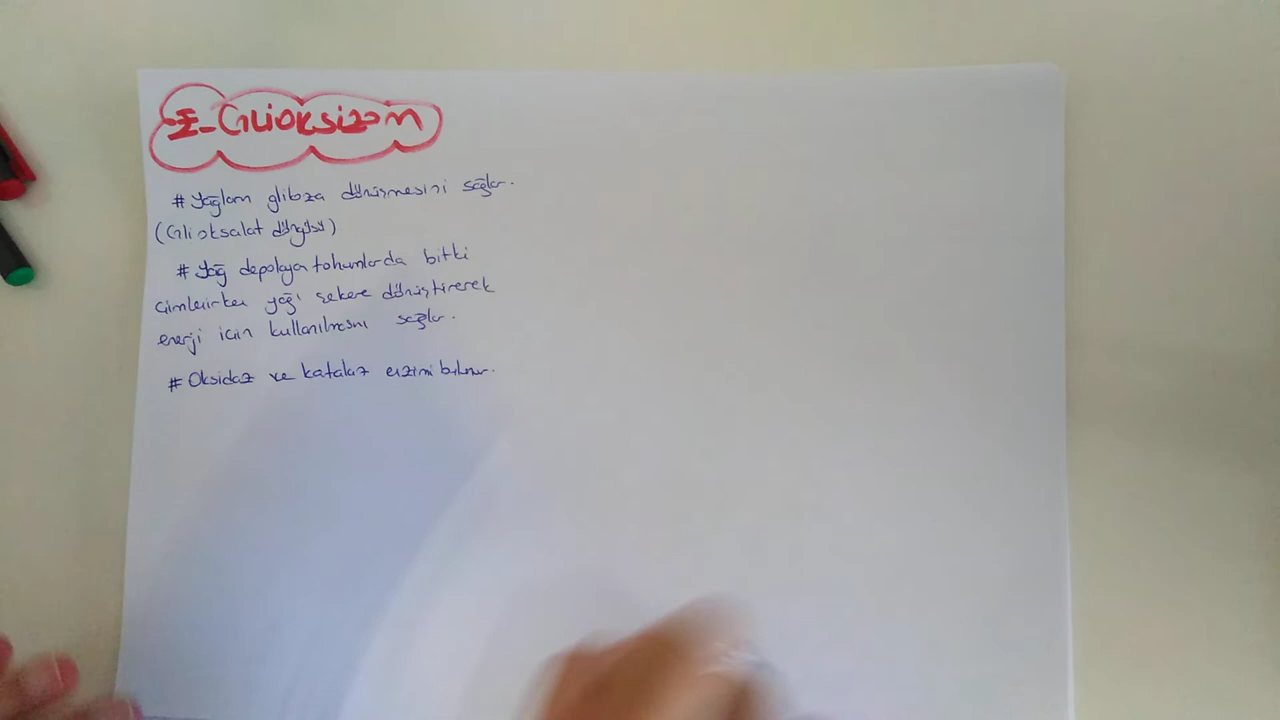 I- Glioksizom
# Yağların glikoza dönüşmesini sağlar.
(Glioksalat döngüsü)
# Yağ depolayan tohumlarda bitki
çimlenirken yağı şekere dönüştürerek
enerji için kullanılmasını sağlar.
# Oksidaz ve katalaz enzimi bulunur.